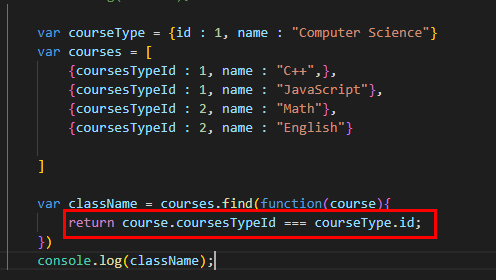 var courseType = {id : 1, name : "Computer Science"}
var courses = [
{coursesTypeId : 1, name : "C++",},
{coursesTypeId : 1, name : "JavaScript"},
{coursesTypeId : 2, name : "Math"},
{coursesTypeId : 2, name : "English"}
]
var className = courses.find(function(course){
return course.coursesTypeId === courseType.id;
})
console.log(className);